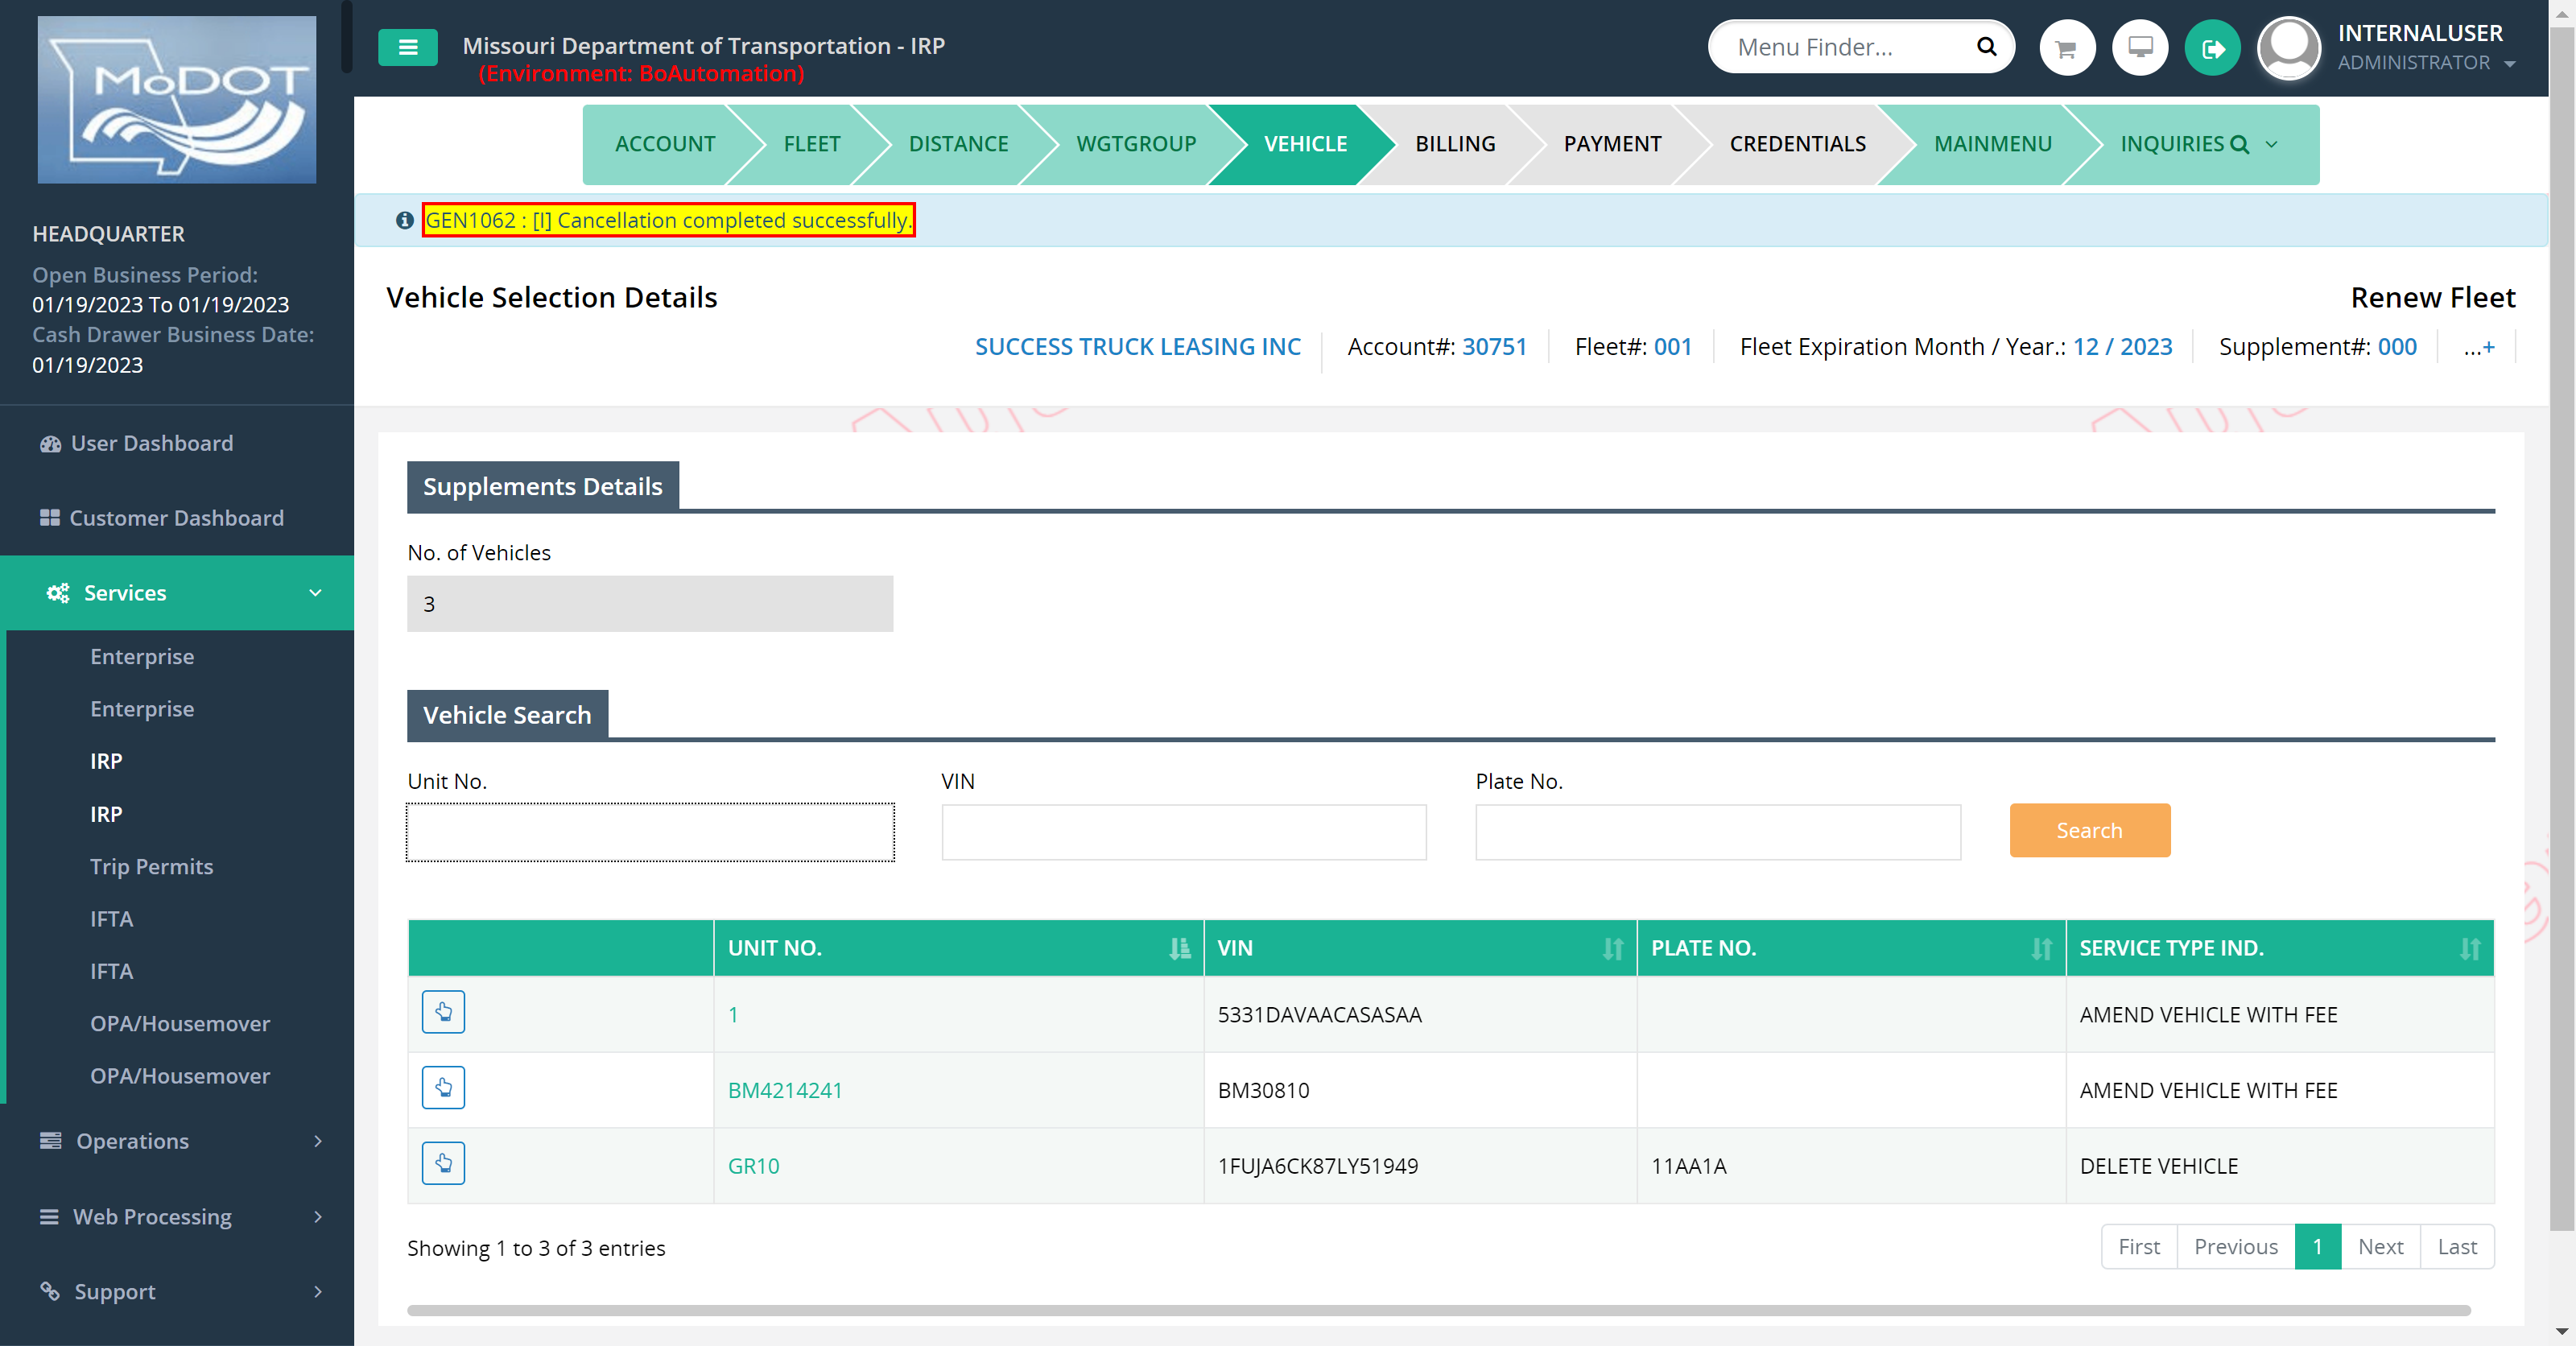 MoDOT
Missouri Department of Transportation - IRP
(Environment: BoAutomation)
Menu Finder...
INTERNALUSER
ADMINISTRATOR
HEADQUARTER
Open Business Period:
01/19/2023 To 01/19/2023
Cash Drawer Business Date:
01/19/2023
User Dashboard
Customer Dashboard
Services
Enterprise
Enterprise
IRP
IRP
Trip Permits
IFTA
IFTA
OPA/Housemover
OPA/Housemover
Operations
Web Processing
Support
ACCOUNT FLEET DISTANCE WGTGROUP VEHICLE BILLING PAYMENT CREDENTIALS MAINMENU INQUIRIES
GEN1062 : [I] Cancellation completed successfully.
Vehicle Selection Details Renew Fleet
SUCCESS TRUCK LEASING INC Account#: 30751 Fleet#: 001 Fleet Expiration Month / Year.: 12 / 2023 Supplement#: 000 ...+
Supplements Details
No. of Vehicles
3
Vehicle Search
Unit No. VIN Plate No.
Search
UNIT NO. VIN PLATE NO. SERVICE TYPE IND.
1 5331DAVAACASASAA AMEND VEHICLE WITH FEE
BM4214241 BM30810 AMEND VEHICLE WITH FEE
GR10 1FUJA6CK87LY51949 11AA1A DELETE VEHICLE
Showing 1 to 3 of 3 entries First Previous 1 Next Last